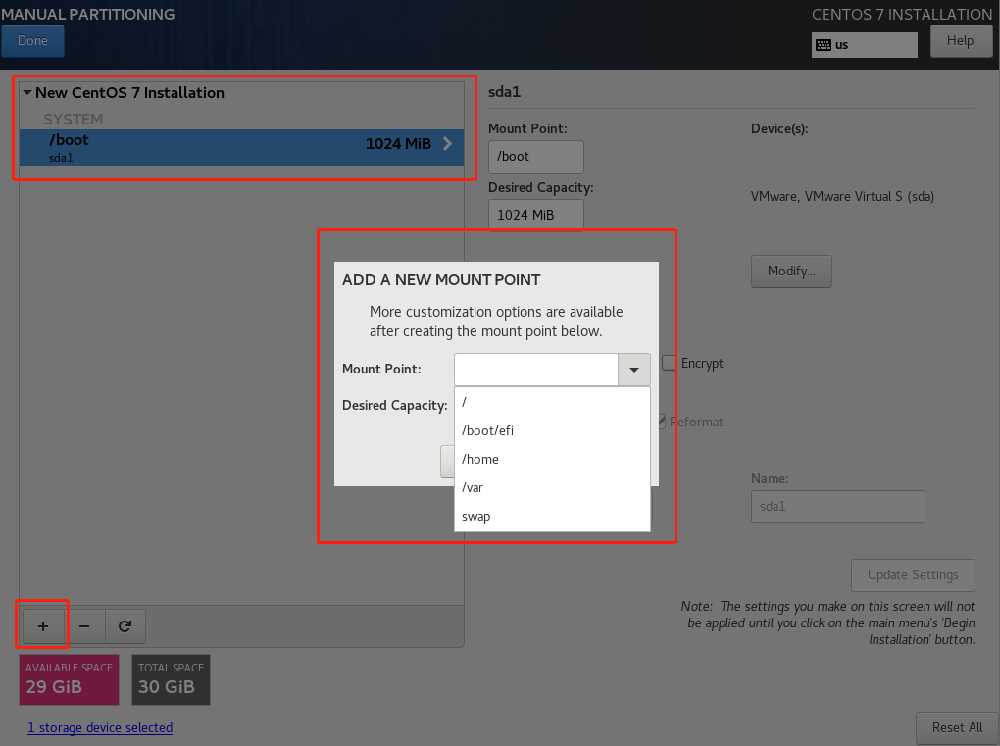 MANUAL PARTITIONING
CENTOS 7 INSTALLATION
Done
us
Help!
New CentOS 7 Installation
SYSTEM
/boot
1024 MiB
sda1
sda1
Mount Point:
/boot
Device(s):
Desired Capacity:
1024 MiB
VMware, VMware Virtual S (sda)
Modify...
ADD A NEW MOUNT POINT
More customization options are available
after creating the mount point below.
Mount Point:
Desired Capacity:
/
/boot/efi
/home
/var
swap
Encrypt
Reformat
Name:
sda1
Update Settings
Note: The settings you make on this screen will not
be applied until you click on the main menu's 'Begin
Installation' button.
+
−
AVAILABLE SPACE
29 GiB
TOTAL SPACE
30 GiB
1 storage device selected
Reset All